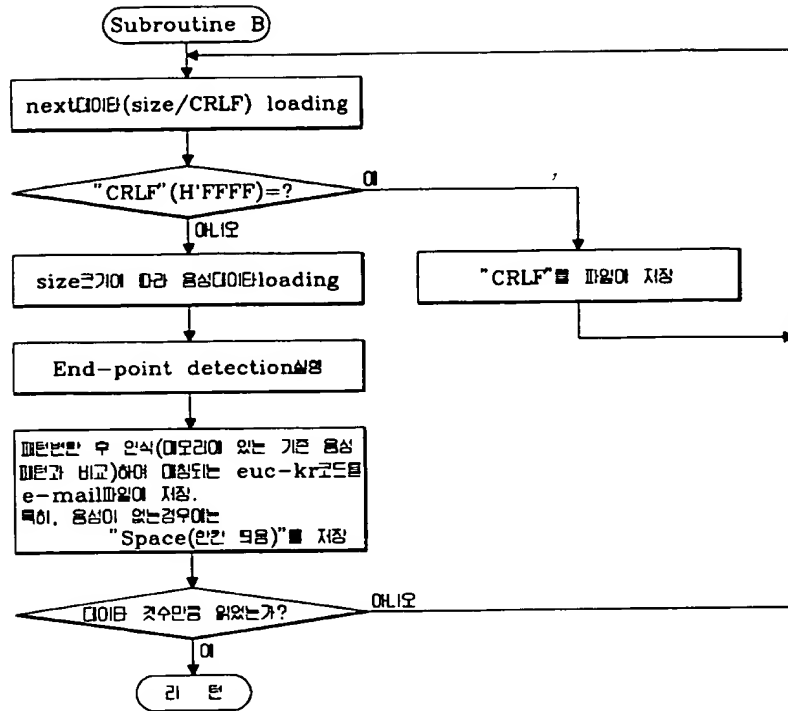 Subroutine B
next데이타(size/CRLF) loading
"CRLF"(H'FFFF)=?
예
아니오
size크기에 따라 음성데이타loading
"CRLF"를 파일에 저장
End-point detection실행
패턴변환 후 인식(메모리에 있는 기존 음성
패턴과 비교)하여 매칭되는 euc-kr코드를
e-mail파일에 저장.
특히, 음성이 없는경우에는
"Space(한칸 띄움)"를 저장
데이타 갯수만큼 읽었는가?
아니오
예
리 턴